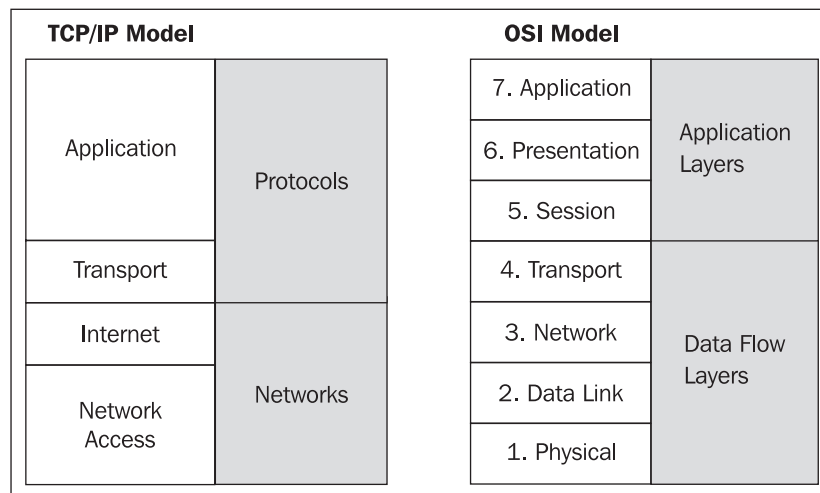 TCP/IP Model
Application
Transport
Internet
Network
Access
Protocols
Networks
OSI Model
7. Application
6. Presentation
5. Session
4. Transport
3. Network
2. Data Link
1. Physical
Application
Layers
Data Flow
Layers